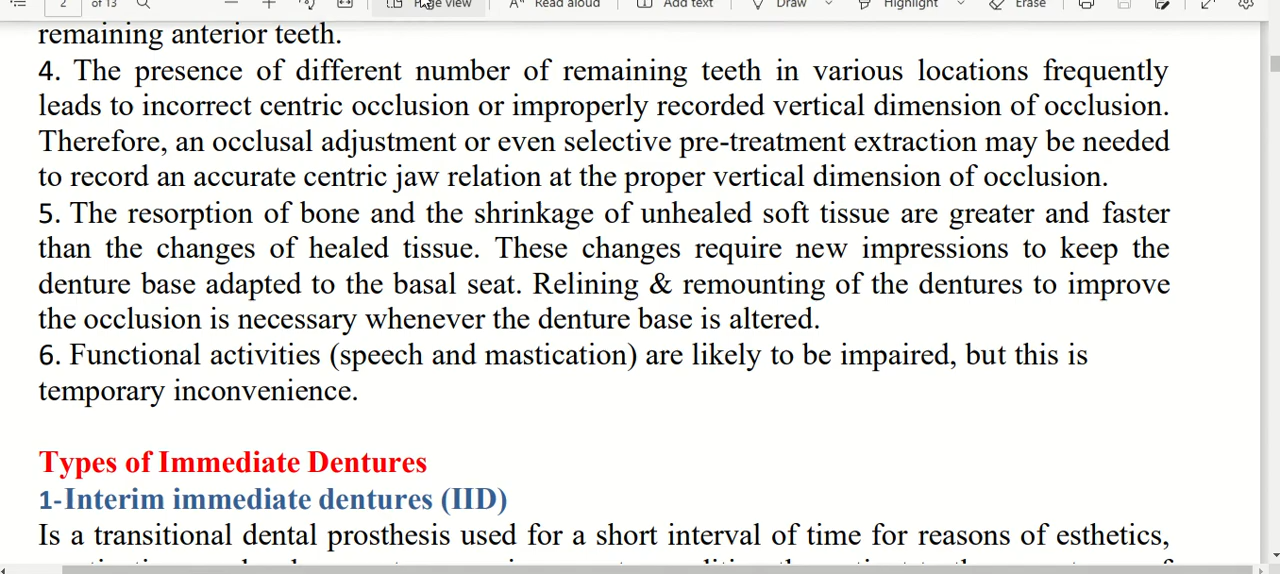 2 of 13 Page view Read aloud Add text Draw Highlight Erase
remaining anterior teeth.
4. The presence of different number of remaining teeth in various locations frequently
leads to incorrect centric occlusion or improperly recorded vertical dimension of occlusion.
Therefore, an occlusal adjustment or even selective pre-treatment extraction may be needed
to record an accurate centric jaw relation at the proper vertical dimension of occlusion.
5. The resorption of bone and the shrinkage of unhealed soft tissue are greater and faster
than the changes of healed tissue. These changes require new impressions to keep the
denture base adapted to the basal seat. Relining & remounting of the dentures to improve
the occlusion is necessary whenever the denture base is altered.
6. Functional activities (speech and mastication) are likely to be impaired, but this is
temporary inconvenience.
Types of Immediate Dentures
1-Interim immediate dentures (IID)
Is a transitional dental prosthesis used for a short interval of time for reasons of esthetics,